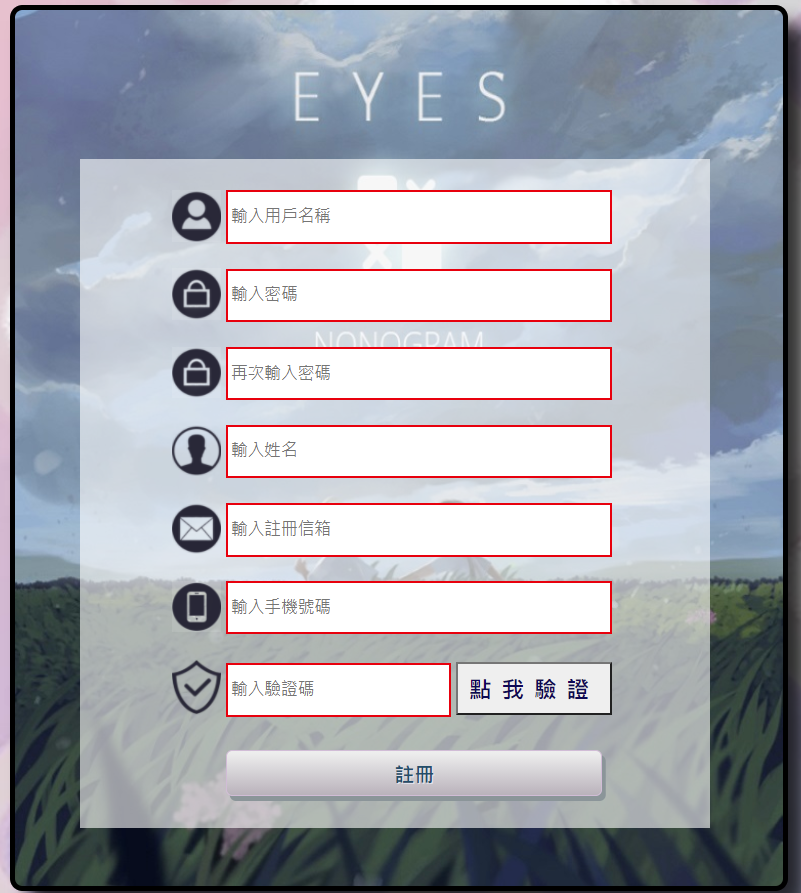 EYES
輸入用戶名稱
輸入密碼
NONOGRAM
再次輸入密碼
輸入姓名
輸入註冊信箱
輸入手機號碼
輸入驗證碼 點我驗證
註冊